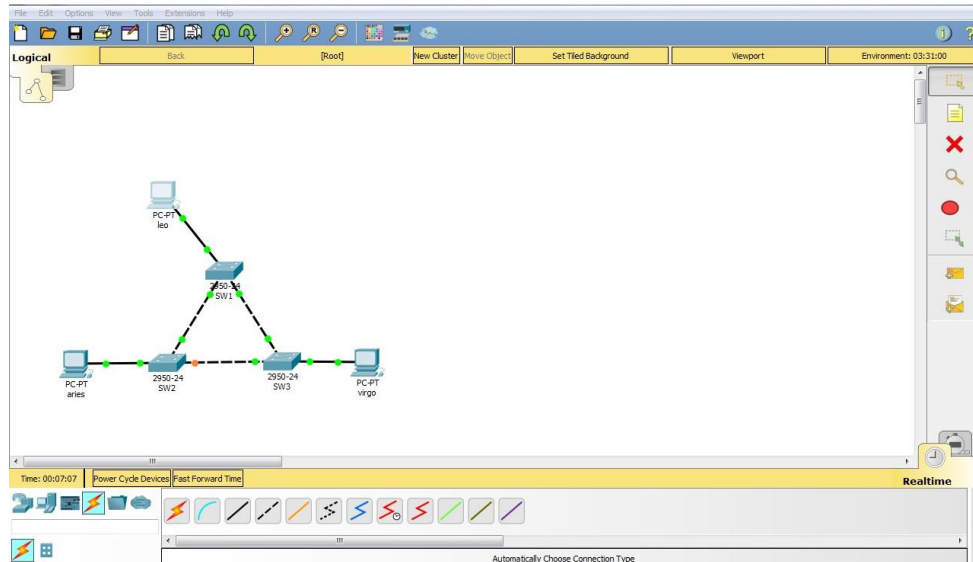 File Edit Options View Tools Extensions Help
Logical Back [Root] New Cluster Move Object Set Tiled Background Viewport Environment: 03:31:00
PC-PT
leo
2950-24
SW1
PC-PT
aries
2950-24
SW2
2950-24
SW3
PC-PT
virgo
Time: 00:07:07 Power Cycle Devices Fast Forward Time Realtime
Automatically Choose Connection Type